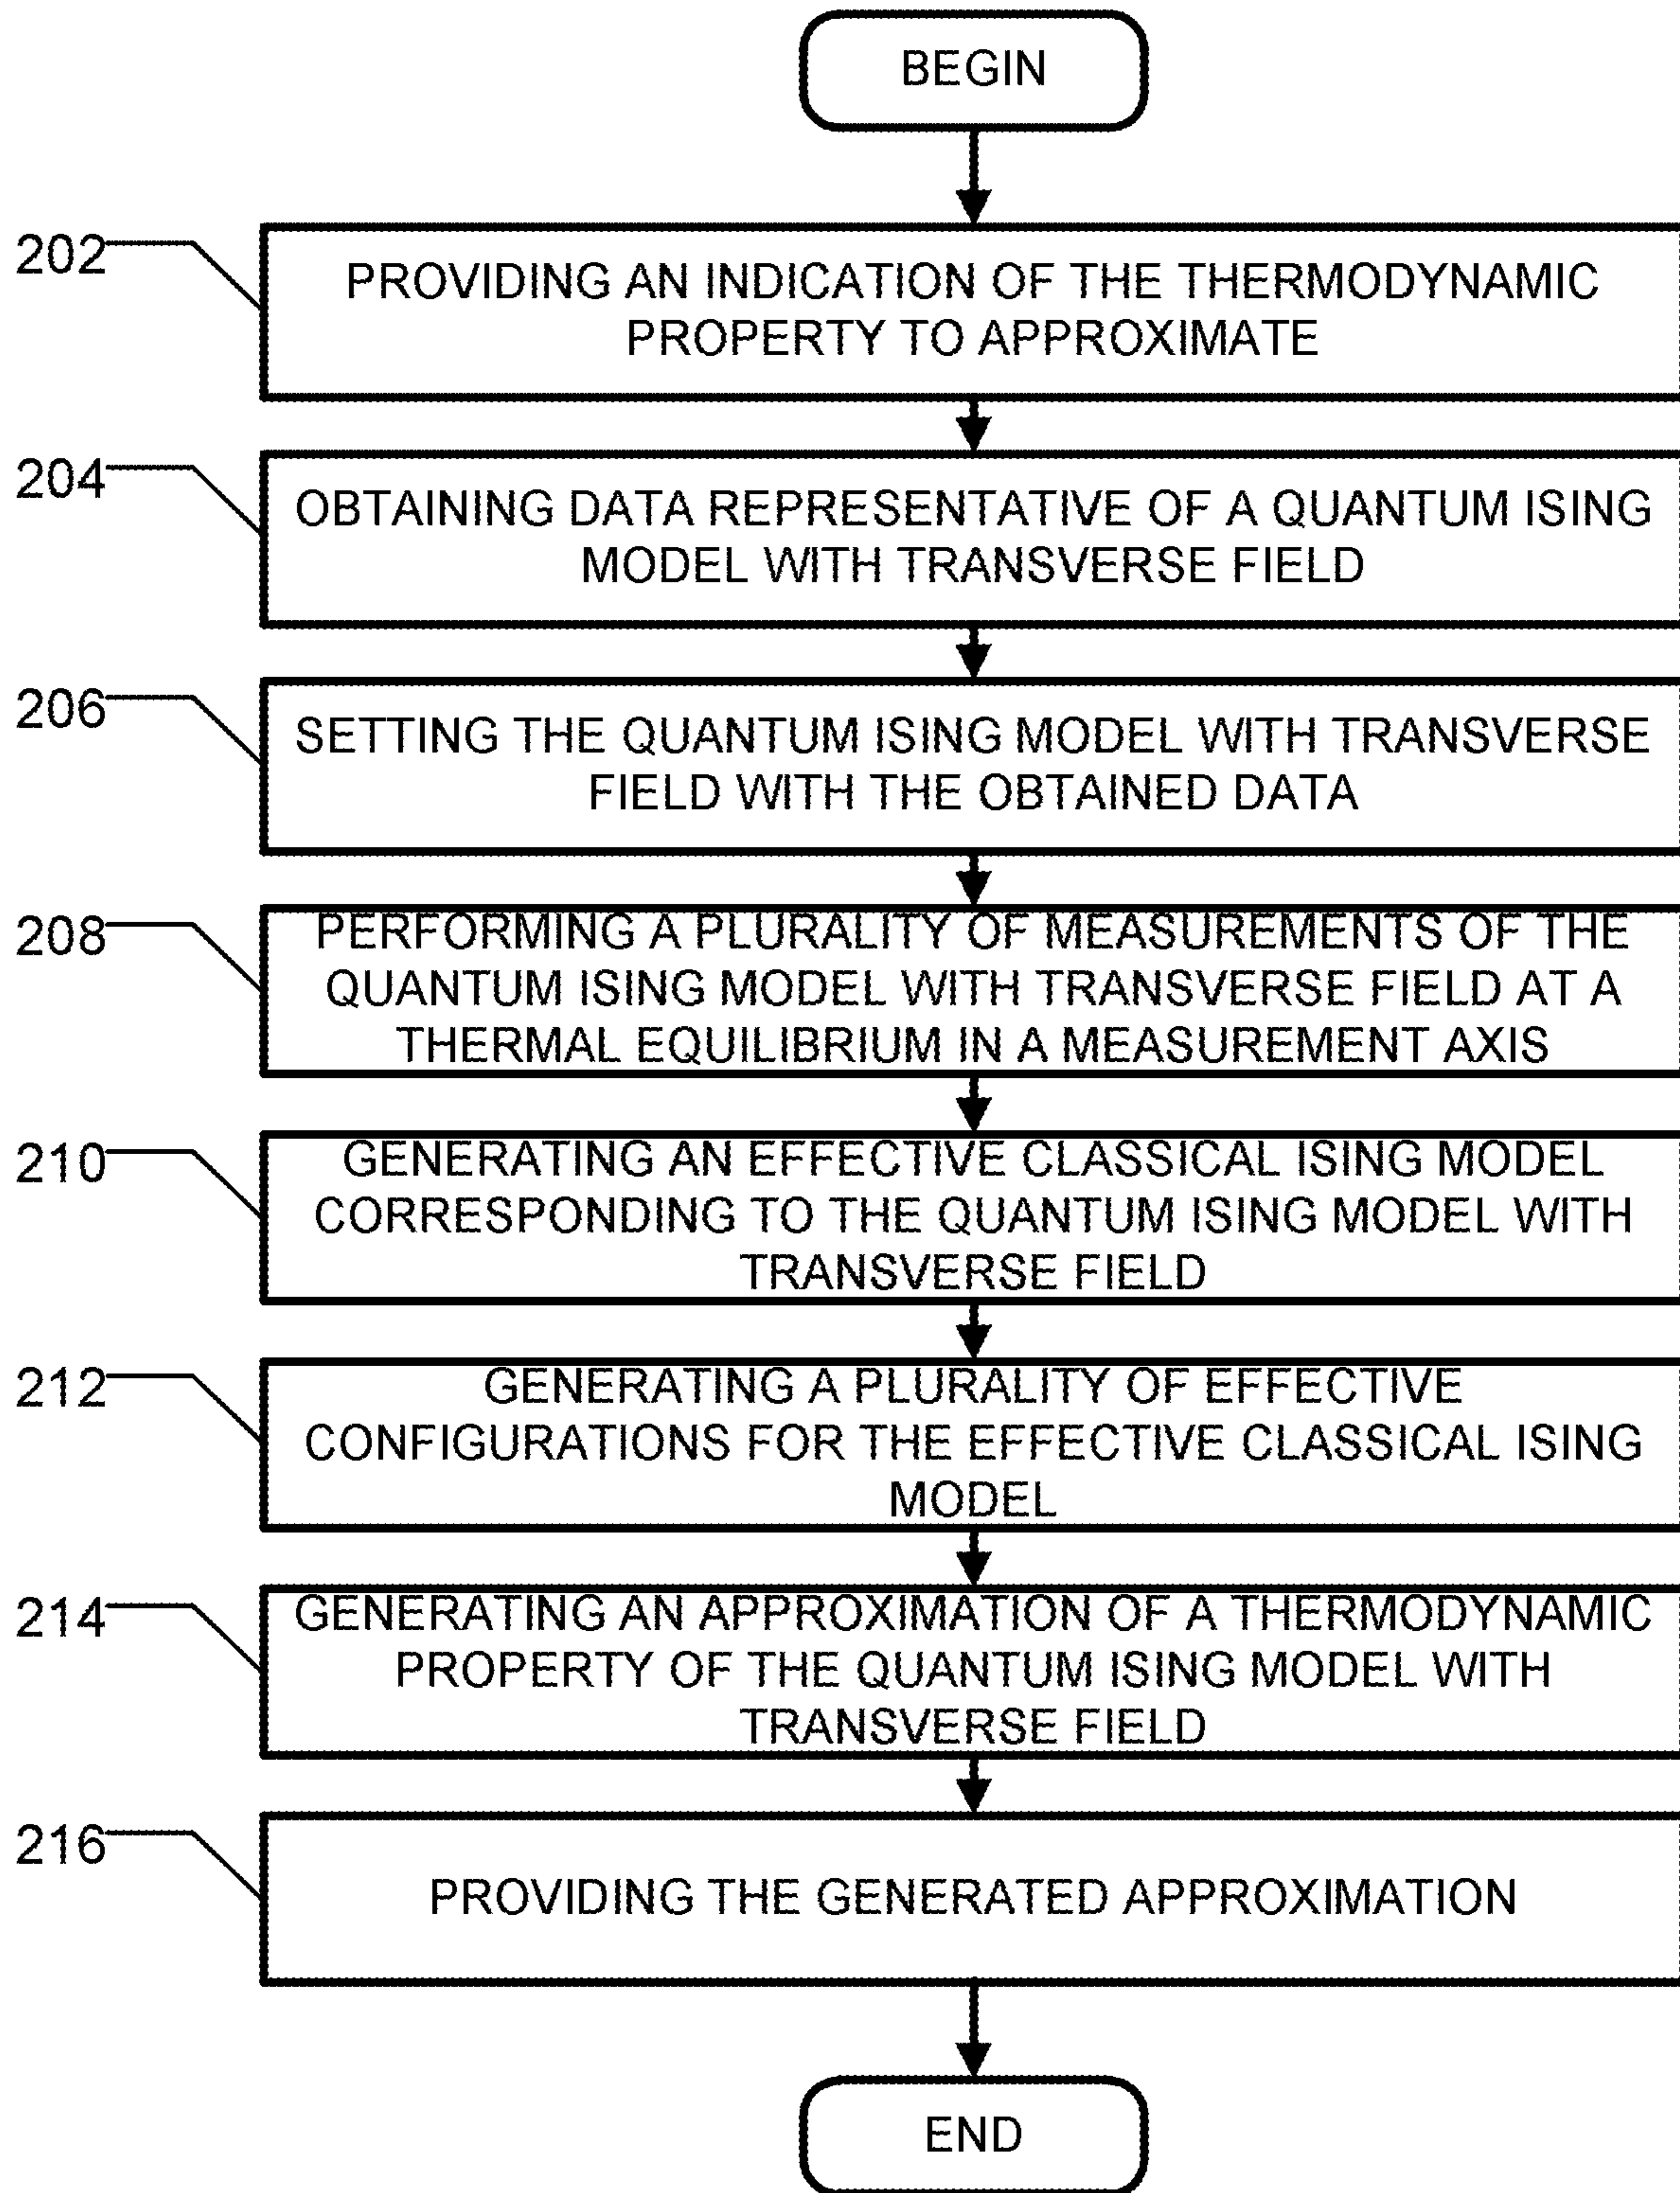 BEGIN
202
PROVIDING AN INDICATION OF THE THERMODYNAMIC
PROPERTY TO APPROXIMATE
204
OBTAINING DATA REPRESENTATIVE OF A QUANTUM ISING
MODEL WITH TRANSVERSE FIELD
206
SETTING THE QUANTUM ISING MODEL WITH TRANSVERSE
FIELD WITH THE OBTAINED DATA
208
PERFORMING A PLURALITY OF MEASUREMENTS OF THE
QUANTUM ISING MODEL WITH TRANSVERSE FIELD AT A
THERMAL EQUILIBRIUM IN A MEASUREMENT AXIS
210
GENERATING AN EFFECTIVE CLASSICAL ISING MODEL
CORRESPONDING TO THE QUANTUM ISING MODEL WITH
TRANSVERSE FIELD
212
GENERATING A PLURALITY OF EFFECTIVE
CONFIGURATIONS FOR THE EFFECTIVE CLASSICAL ISING
MODEL
214
GENERATING AN APPROXIMATION OF A THERMODYNAMIC
PROPERTY OF THE QUANTUM ISING MODEL WITH
TRANSVERSE FIELD
216
PROVIDING THE GENERATED APPROXIMATION
END